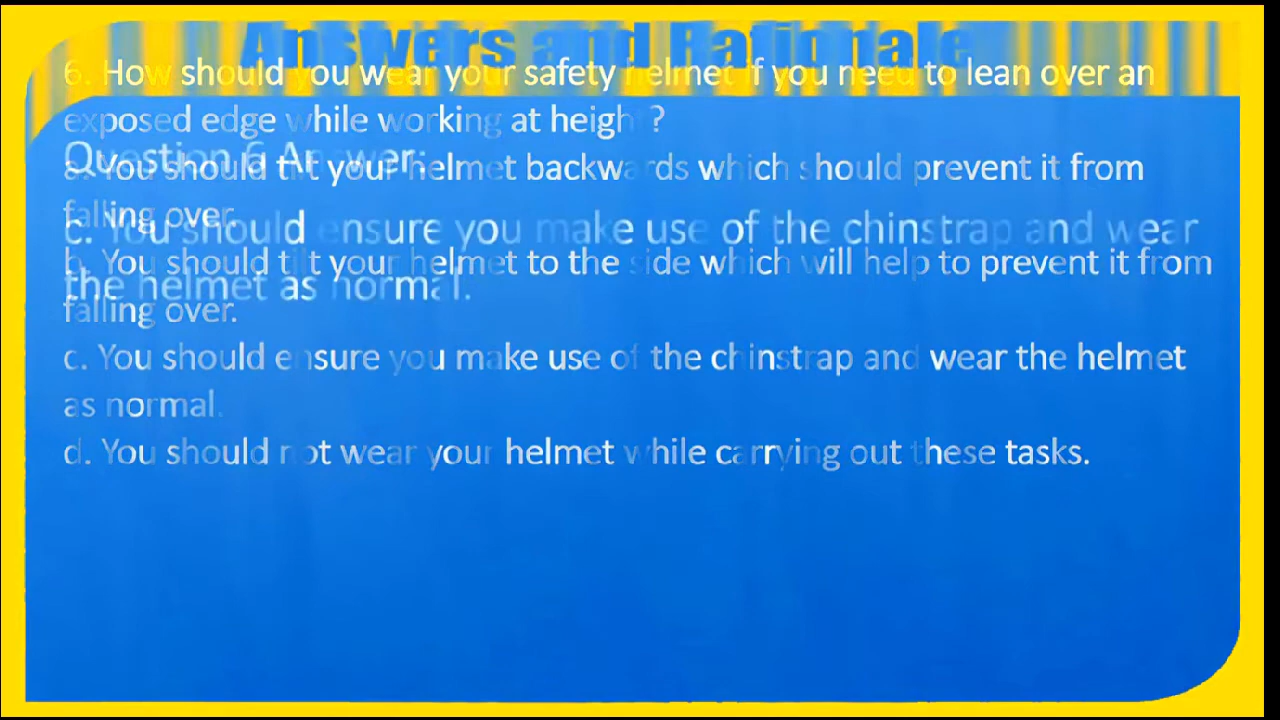 Answers and Rationale
6. How should you wear your safety helmet if you need to lean over an
exposed edge while working at height?
Question 6 Answer:
a. You should tilt your helmet backwards which should prevent it from
falling over.
c. You should ensure you make use of the chinstrap and wear
b. You should tilt your helmet to the side which will help to prevent it from
the helmet as normal.
falling over.
c. You should ensure you make use of the chinstrap and wear the helmet
as normal.
d. You should not wear your helmet while carrying out these tasks.